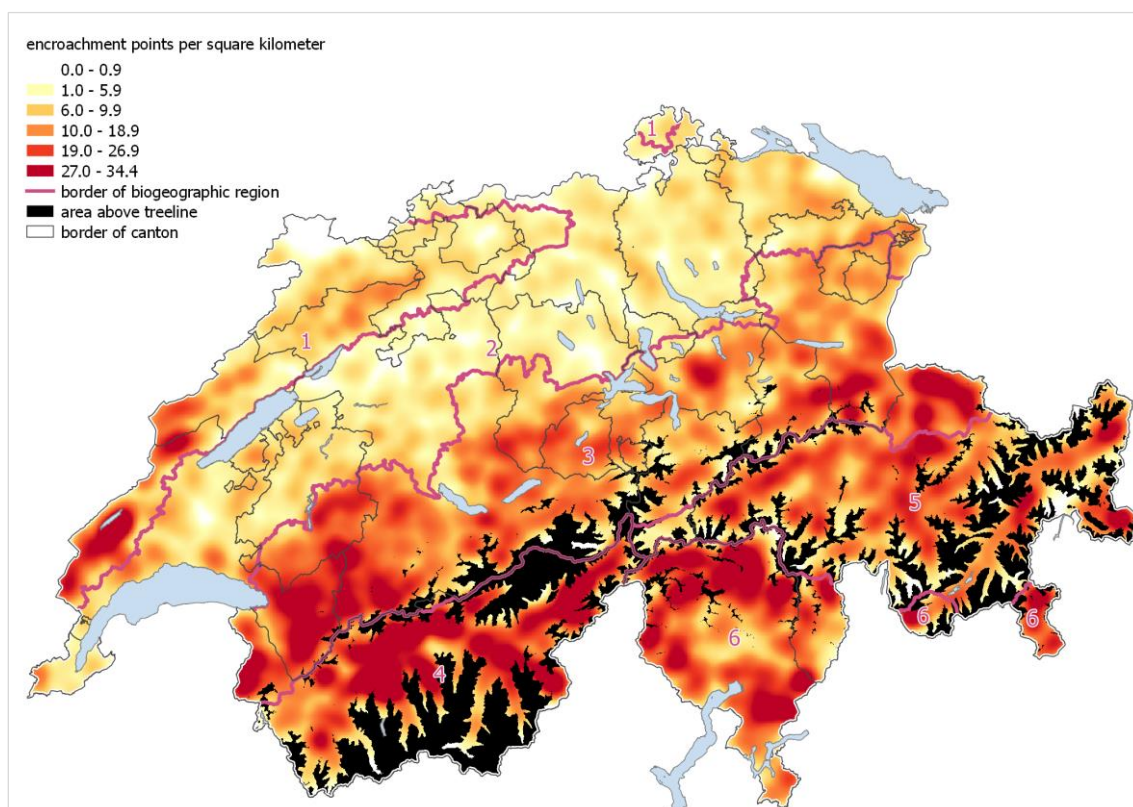 encroachment points per square kilometer
0.0 - 0.9
1.0 - 5.9
6.0 - 9.9
10.0 - 18.9
19.0 - 26.9
27.0 - 34.4
border of biogeographic region
area above treeline
border of canton
1
1
2
3
5
6
6
6
4